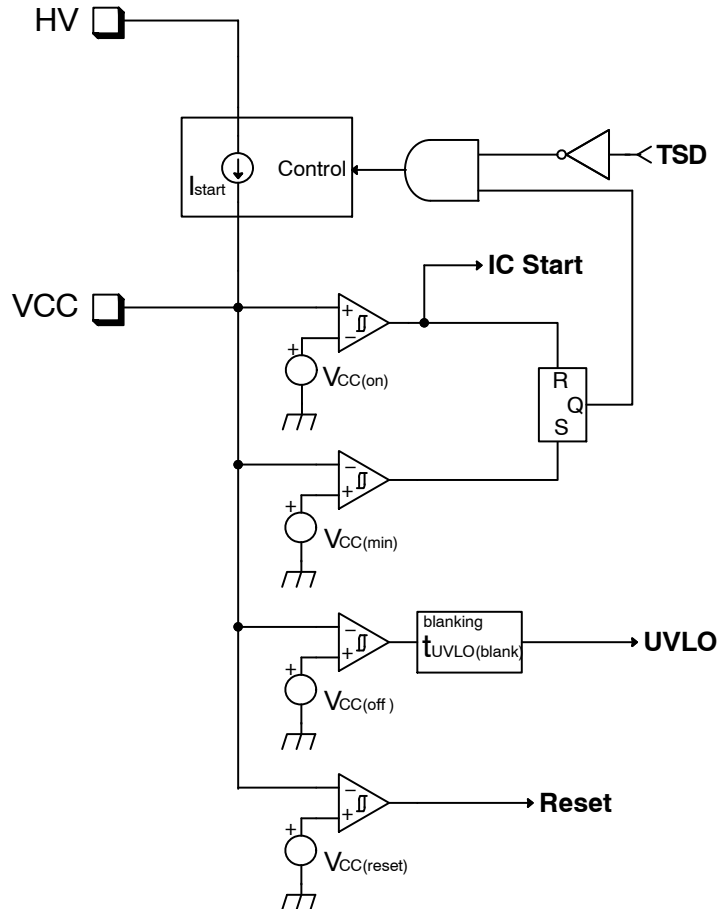 HV
Control
Istart
TSD
IC Start
VCC
+
−
+
VCC(on)
R
Q
S
−
+
+
VCC(min)
−
+
+
blanking
tUVLO(blank)
UVLO
VCC(off )
−
+
+
Reset
VCC(reset)